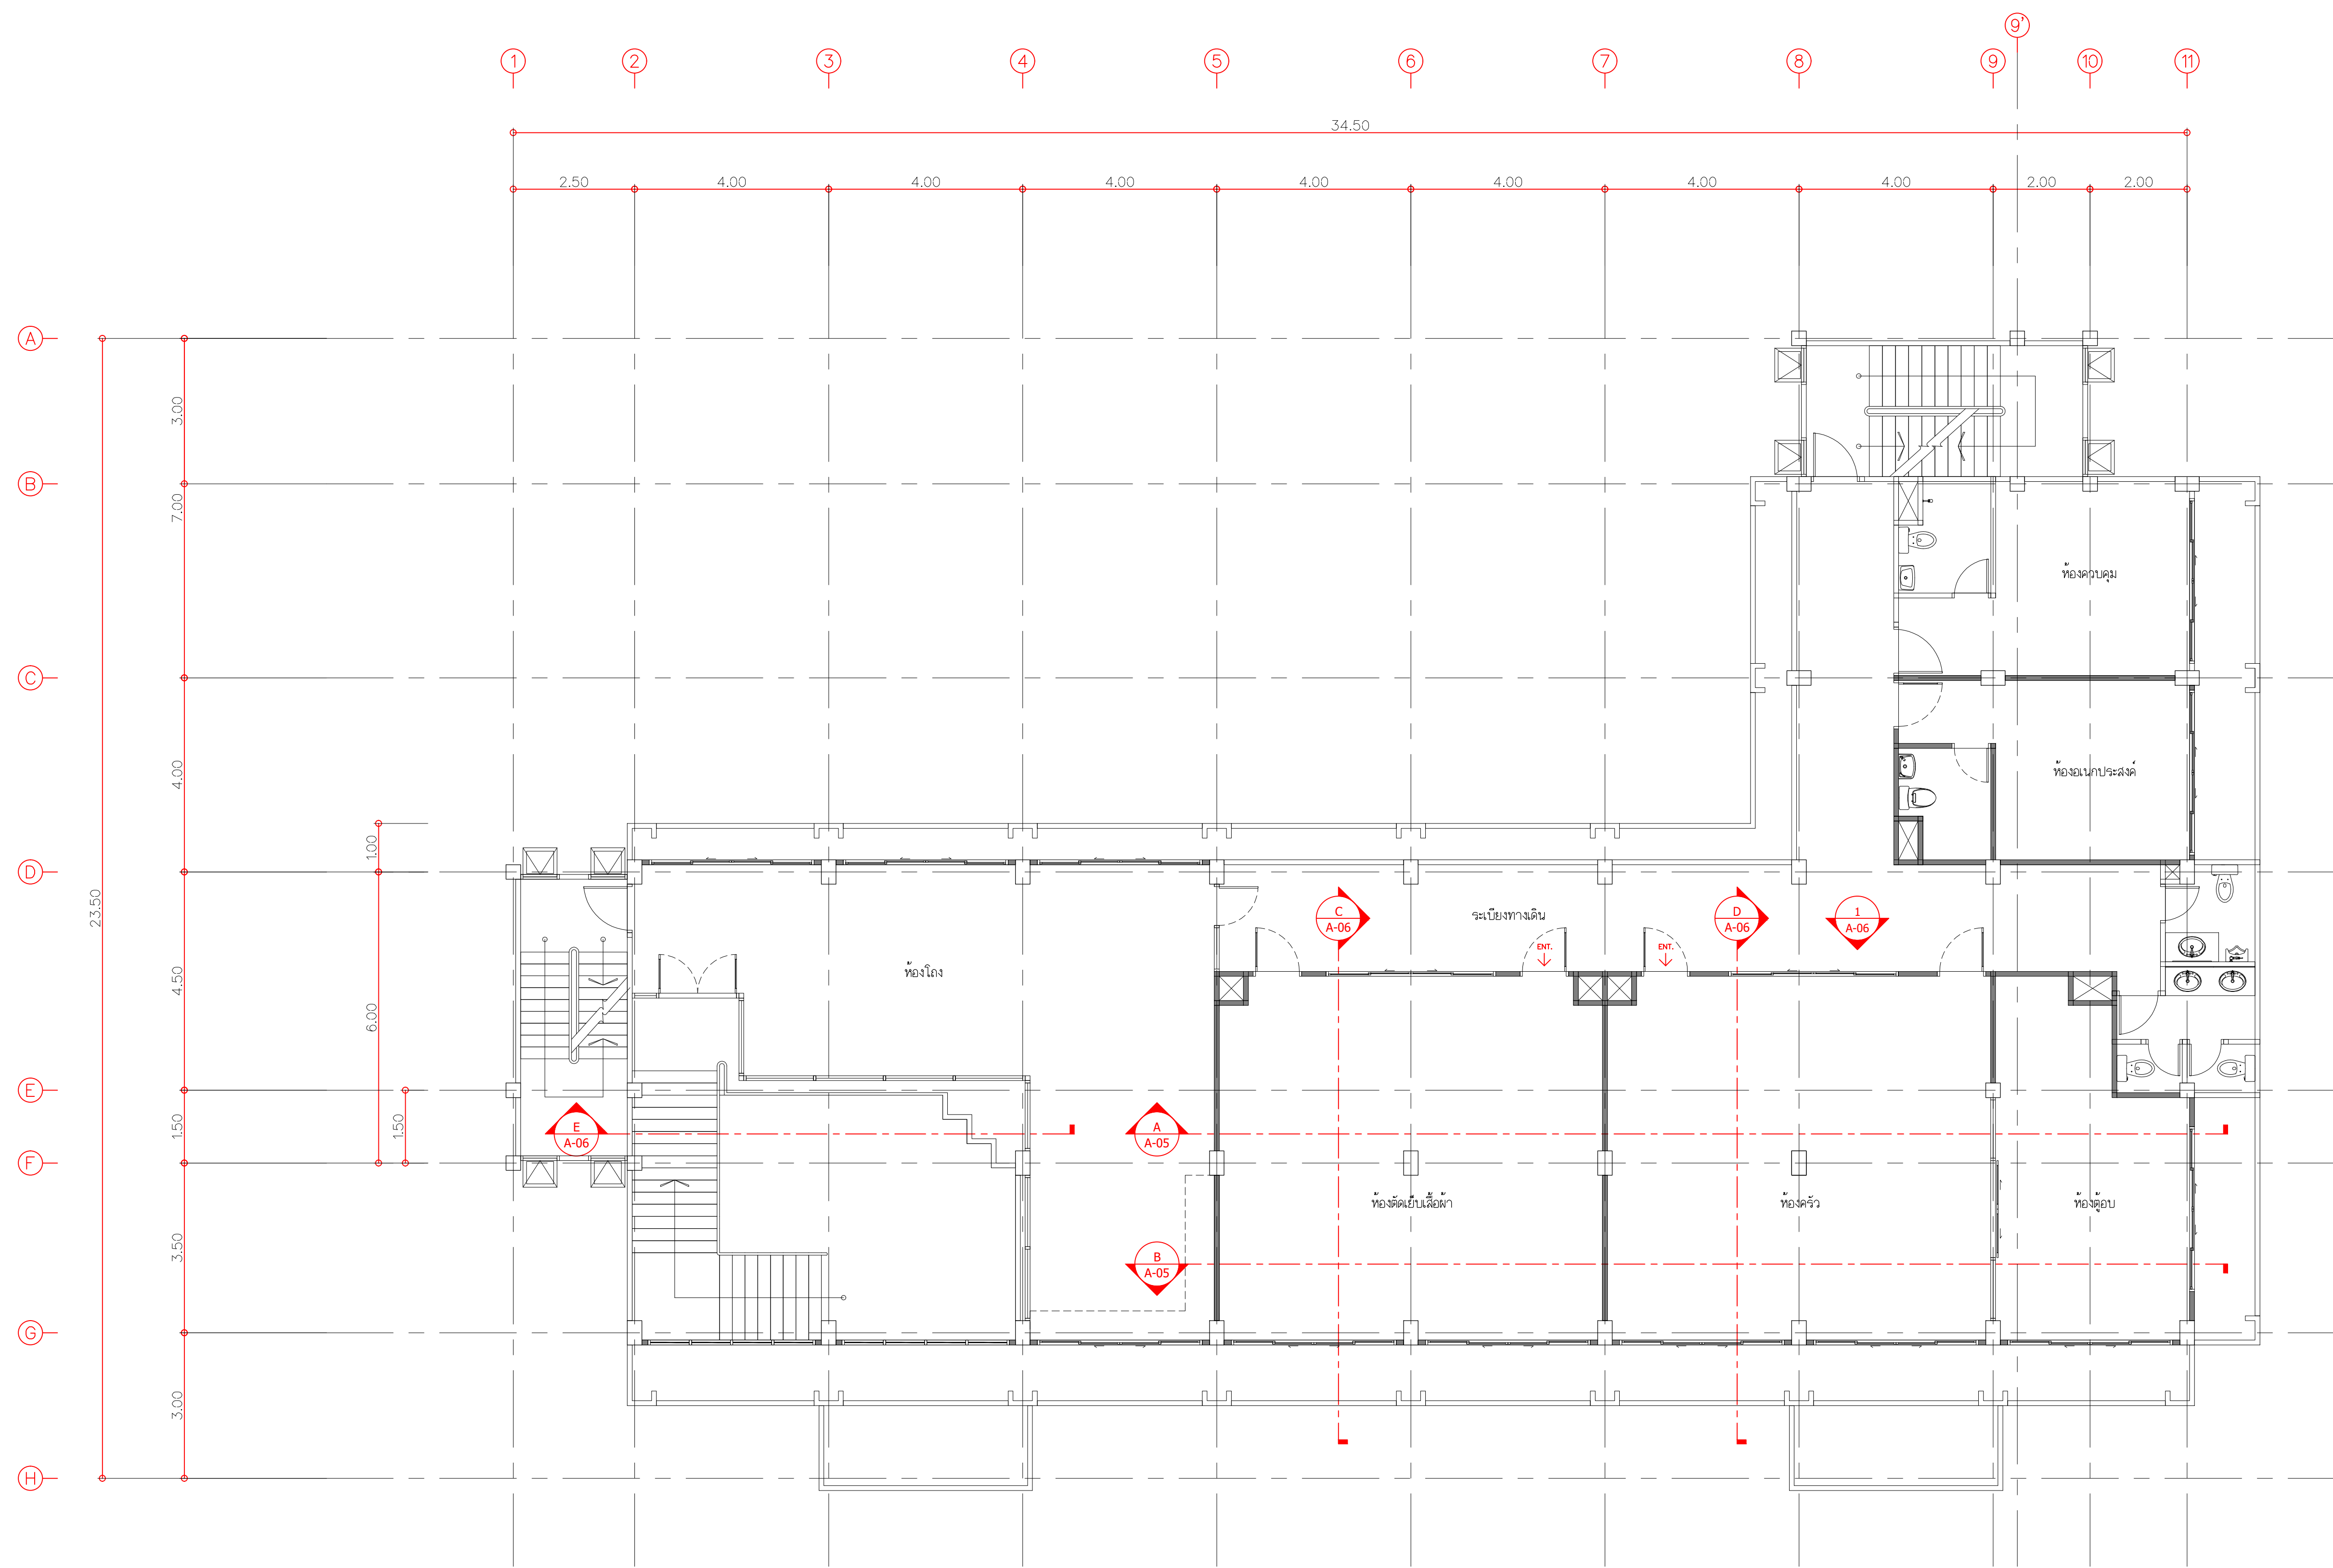 9'
1 2 3 4 5 6 7 8 9 10 11
34.50
2.50 4.00 4.00 4.00 4.00 4.00 4.00 4.00 2.00 2.00
A
3.00
B
7.00
ห้องควบคุม
C
4.00
ห้องอเนกประสงค์
1.00
D
23.50
C
A-06
ระเบียงทางเดิน
D
A-06
1
A-06
ENT.
ENT.
4.50
ห้องโถง
6.00
E
1.50
1.50
E
A-06
A
A-05
F
ห้องตัดเย็บเสื้อผ้า
ห้องครัว
ห้องตู้อบ
3.50
B
A-05
G
3.00
H